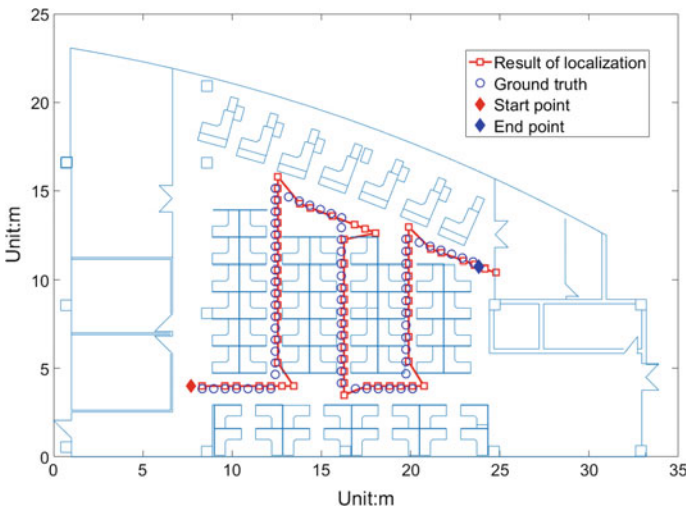 25
20
15
10
5
0
Unit:m
Result of localization
Ground truth
Start point
End point
0 5 10 15 20 25 30 35
Unit:m